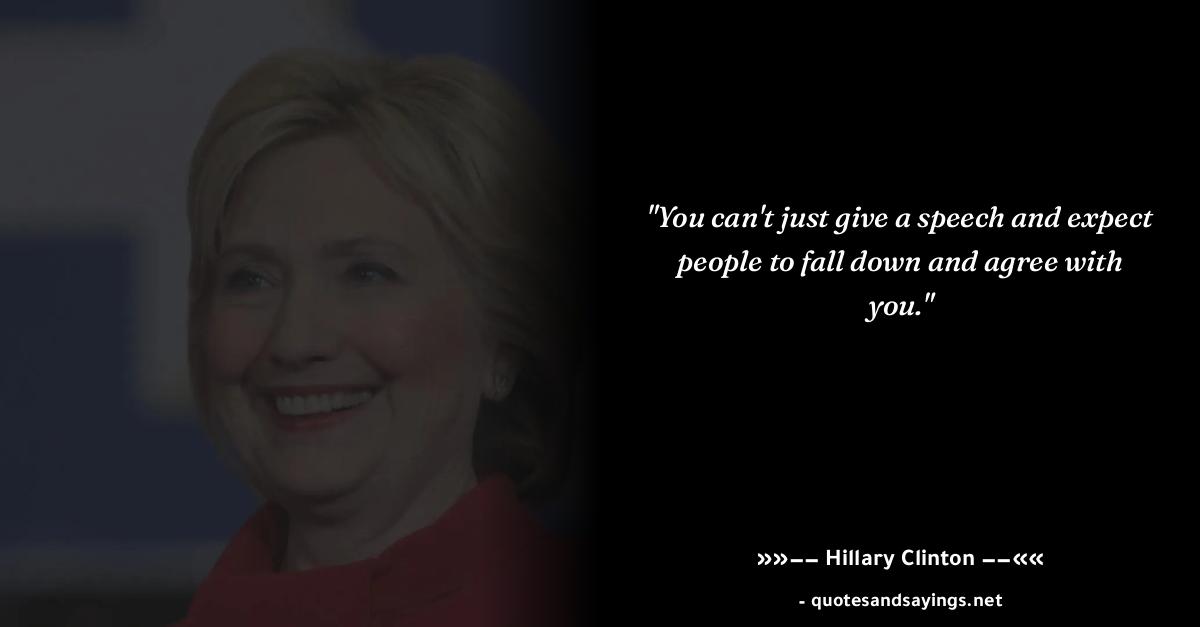 "You can't just give a speech and expect
people to fall down and agree with
you."
»»–– Hillary Clinton ––««
- quotesandsayings.net